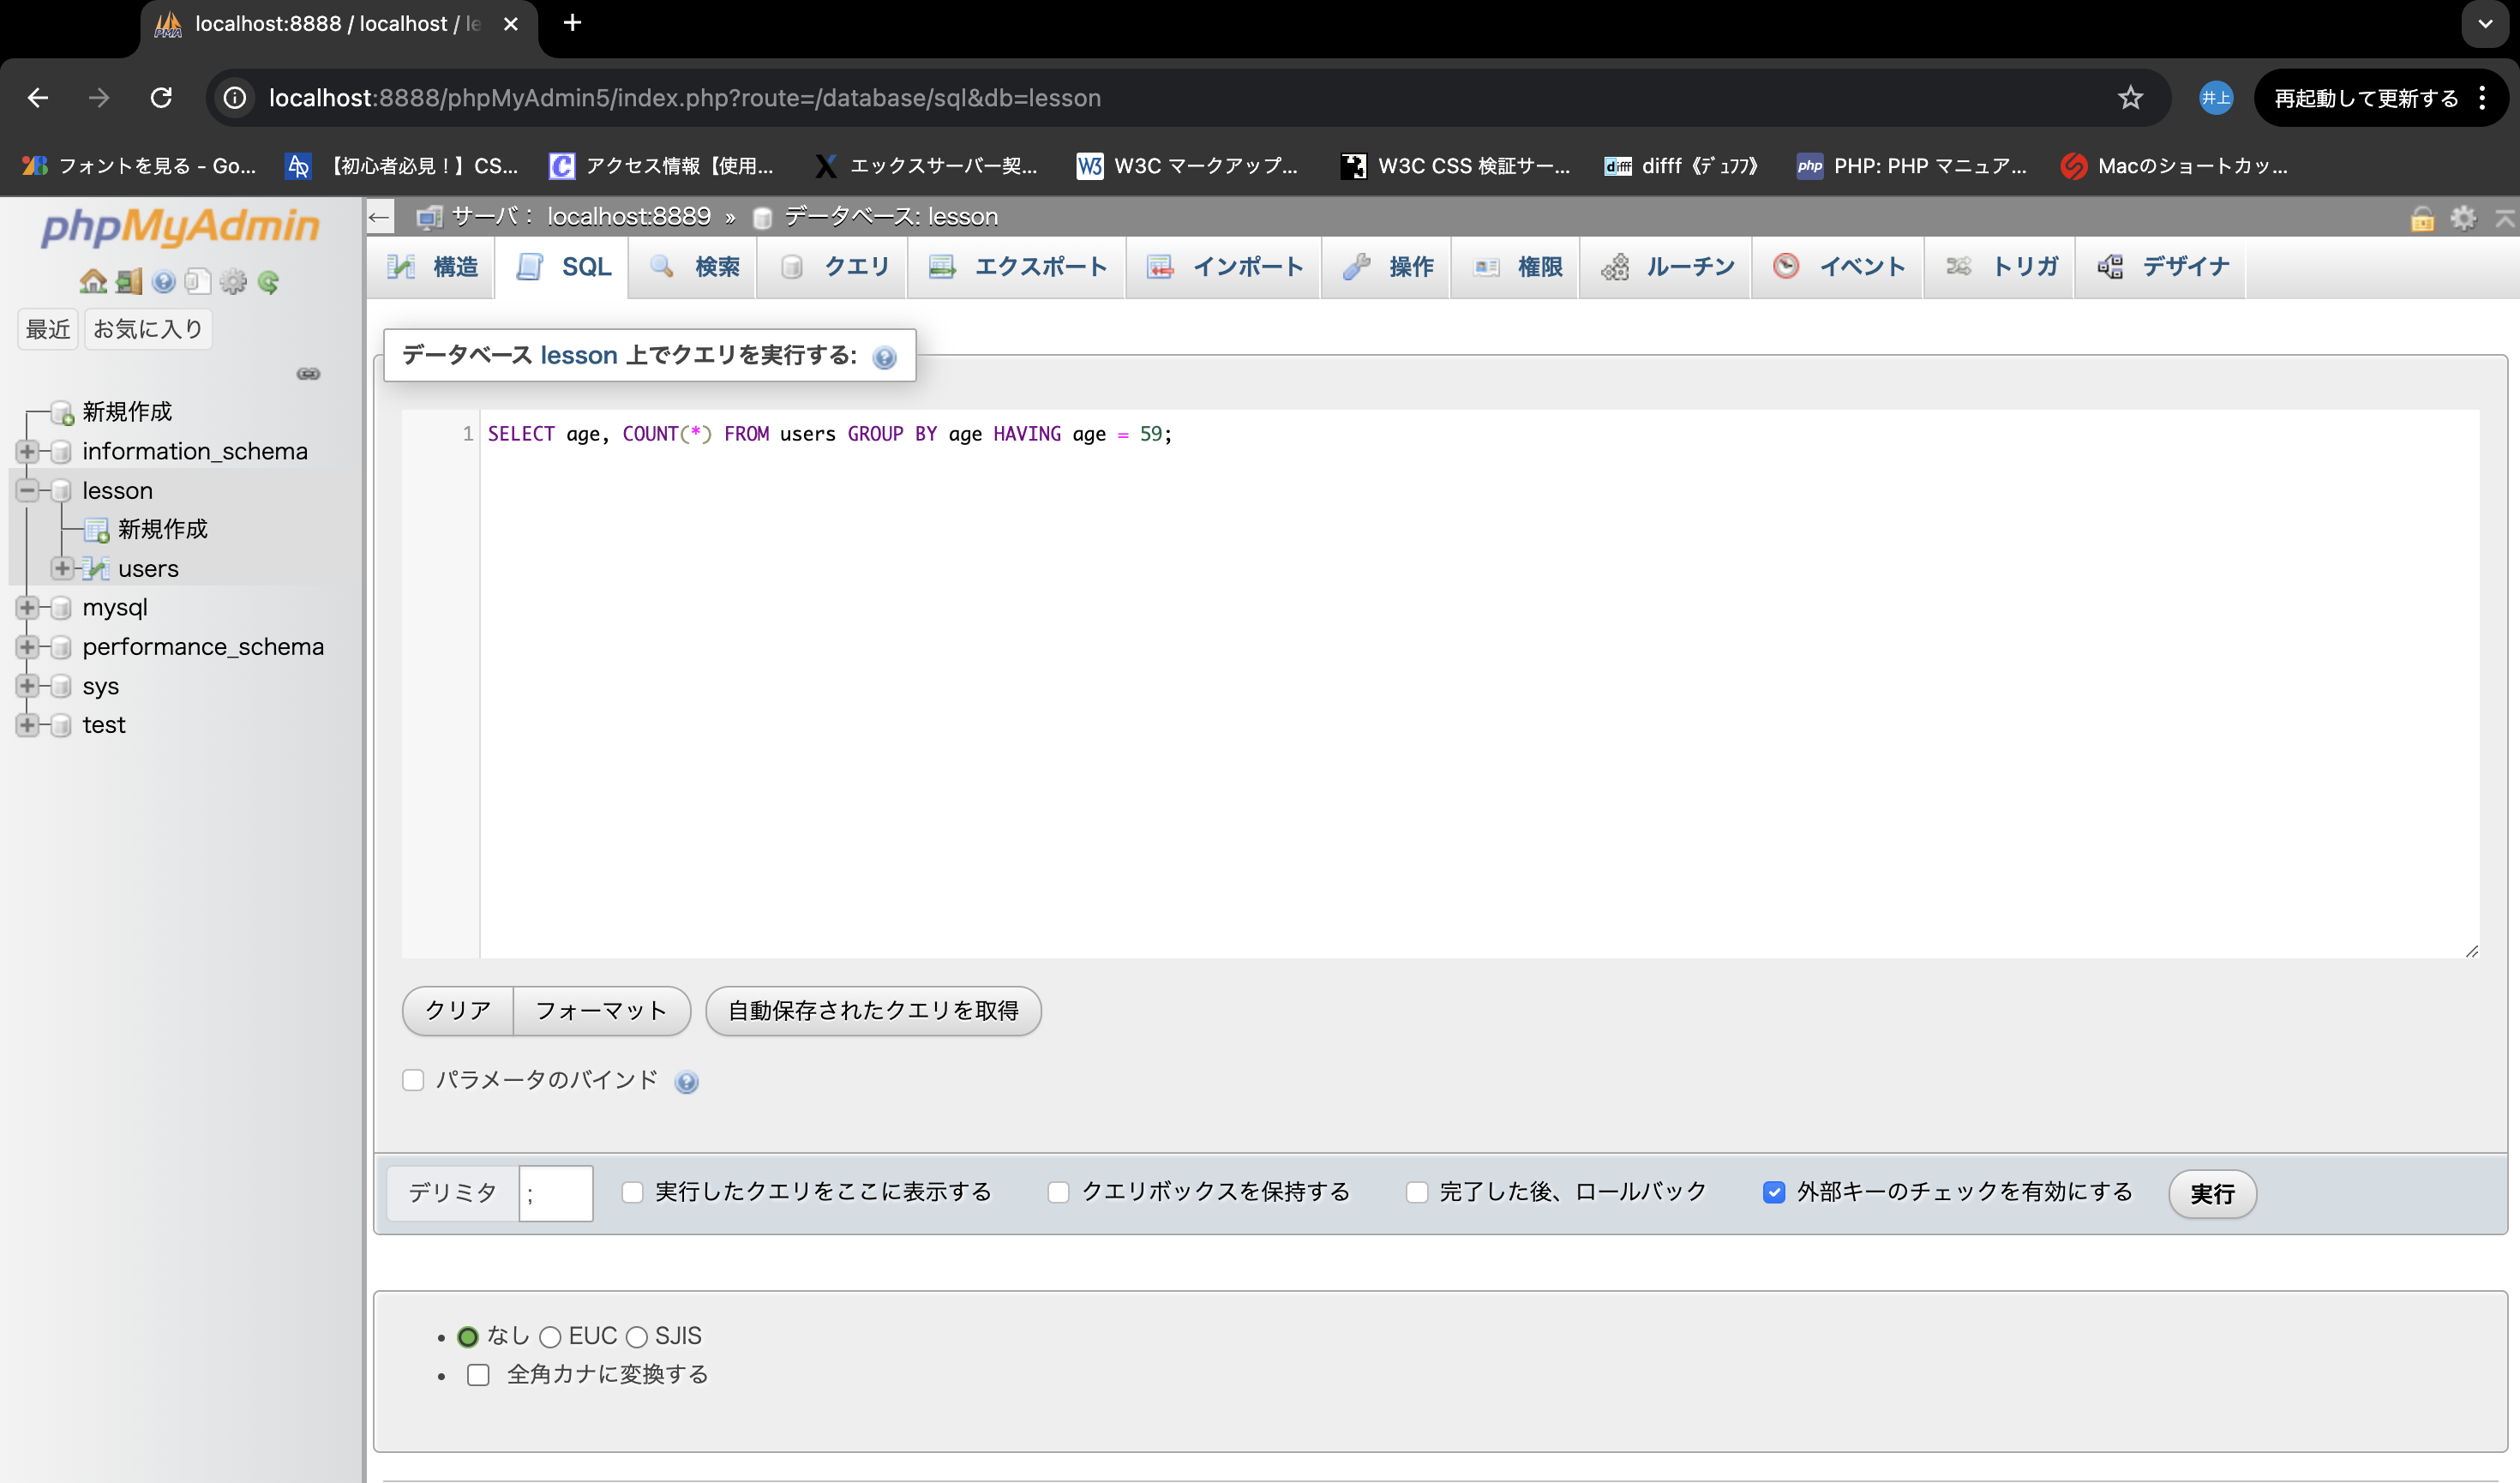 localhost:8888 / localhost / le
localhost:8888/phpMyAdmin5/index.php?route=/database/sql&db=lesson
井上
再起動して更新する
フォントを見る - Go...
【初心者必見！】CS...
アクセス情報【使用...
エックスサーバー契...
W3C マークアップ...
W3C CSS 検証サー...
difff 《ﾃﾞｭﾌﾌ》
PHP: PHP マニュア...
Macのショートカッ...
phpMyAdmin
最近
お気に入り
新規作成
information_schema
lesson
新規作成
users
mysql
performance_schema
sys
test
サーバ： localhost:8889 » データベース: lesson
構造
SQL
検索
クエリ
エクスポート
インポート
操作
権限
ルーチン
イベント
トリガ
デザイナ
データベース lesson 上でクエリを実行する:
1 SELECT age, COUNT(*) FROM users GROUP BY age HAVING age = 59;
クリア
フォーマット
自動保存されたクエリを取得
パラメータのバインド
デリミタ ;
実行したクエリをここに表示する
クエリボックスを保持する
完了した後、ロールバック
外部キーのチェックを有効にする
実行
なし EUC SJIS
全角カナに変換する